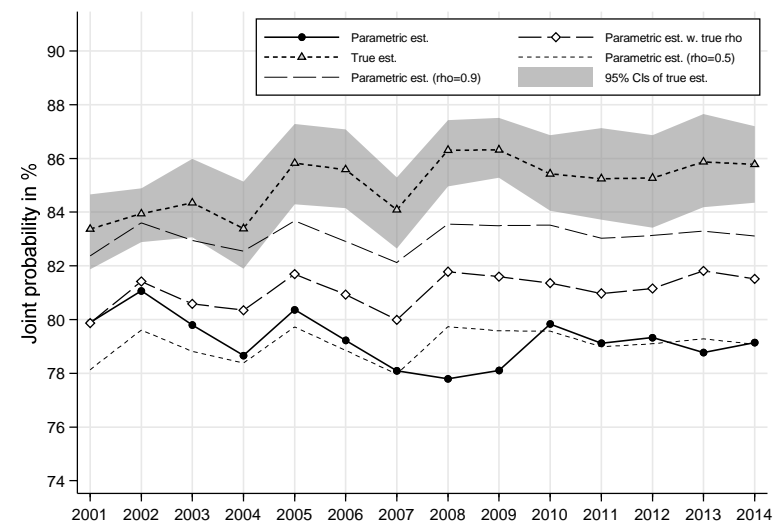 Parametric est.
Parametric est. w. true rho
True est.
Parametric est. (rho=0.5)
Parametric est. (rho=0.9)
95% CIs of true est.
Joint probability in %
90
88
86
84
82
80
78
76
74
2001 2002 2003 2004 2005 2006 2007 2008 2009 2010 2011 2012 2013 2014